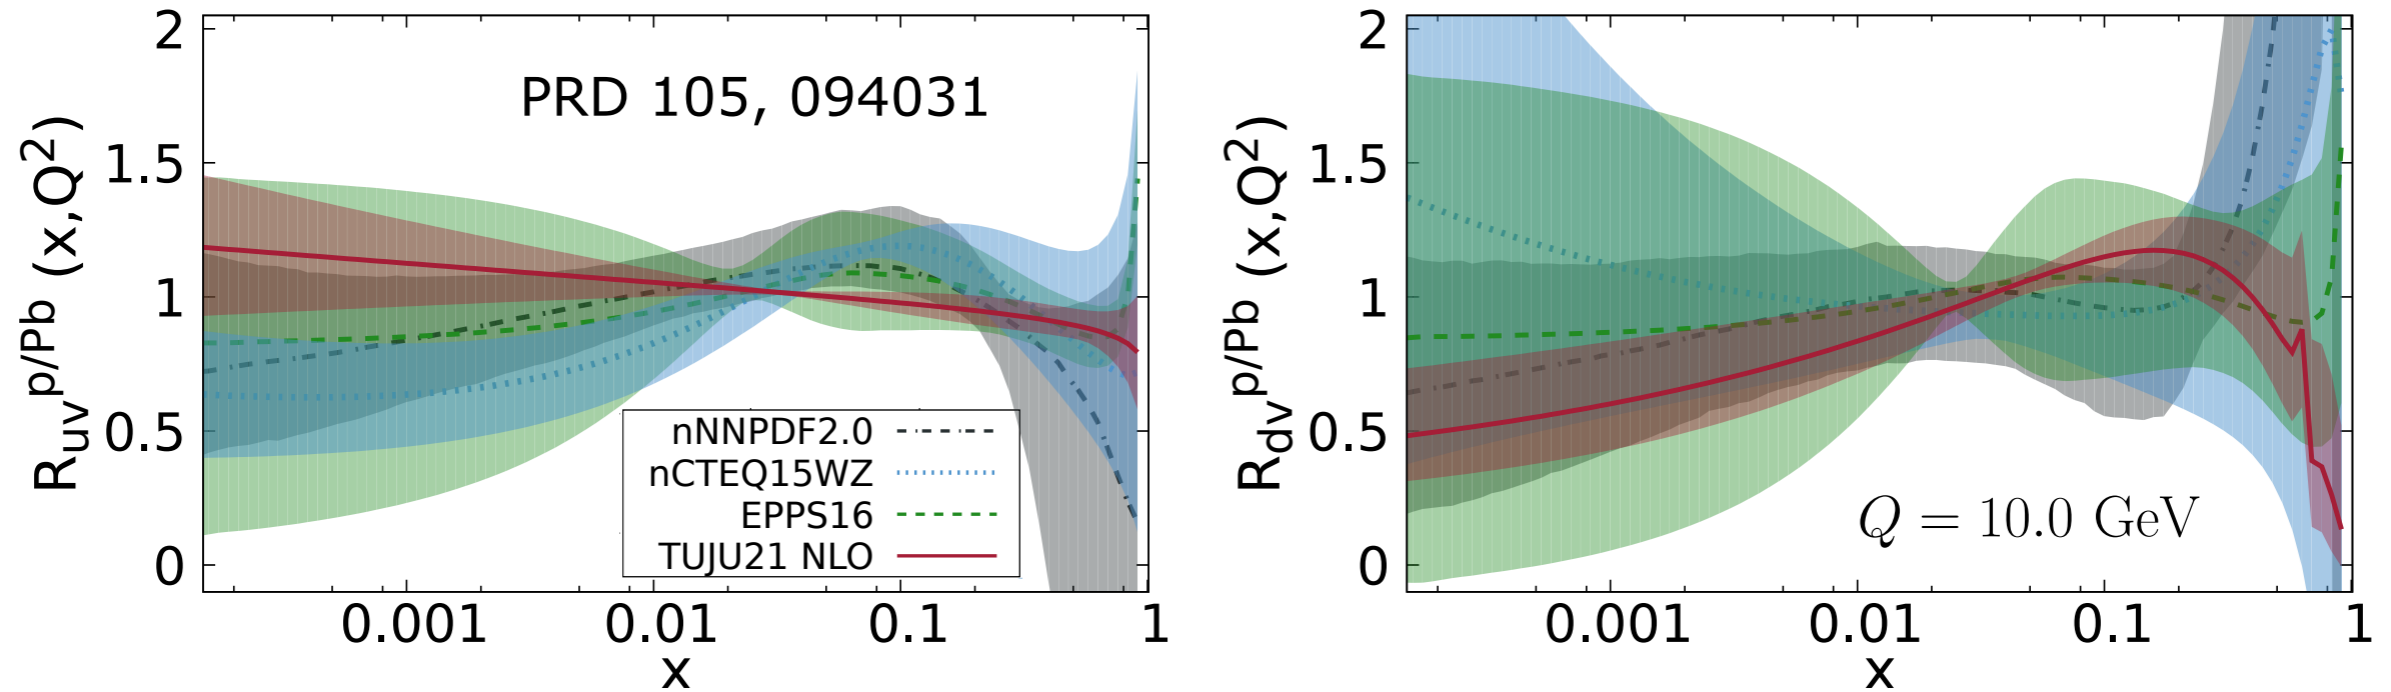 R_uv^p/Pb (x,Q^2)
2
1.5
1
0.5
0
PRD 105, 094031
nNNPDF2.0
nCTEQ15WZ
EPPS16
TUJU21 NLO
0.001 0.01 0.1 1
x
R_dv^p/Pb (x,Q^2)
2
1.5
1
0.5
0
Q = 10.0 GeV
0.001 0.01 0.1 1
x